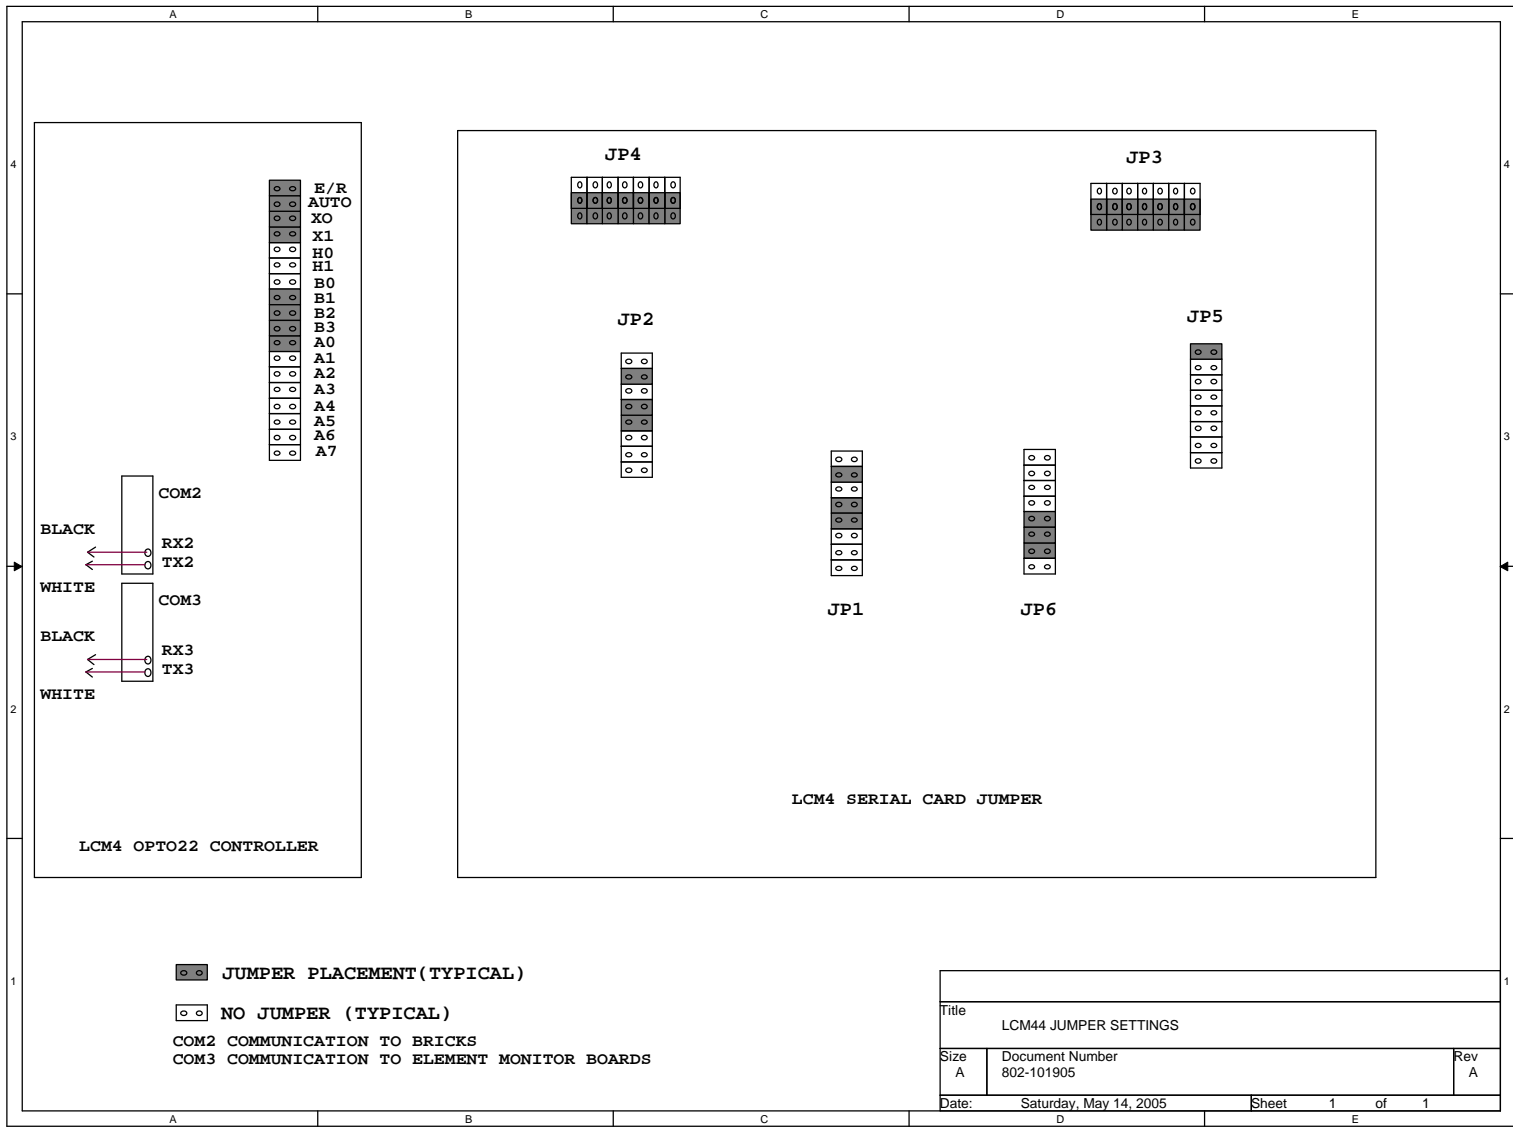 A B C D E
4 4
JP4 JP3
E/R
AUTO
XO
X1
H0
H1
B0
B1
B2
B3
A0
A1
A2
A3
A4
A5
A6
A7
JP2 JP5
3 3
COM2
BLACK
RX2
TX2
WHITE
COM3
BLACK
RX3
TX3
WHITE
JP1 JP6
2 2
LCM4 SERIAL CARD JUMPER
LCM4 OPTO22 CONTROLLER
1 1
JUMPER PLACEMENT(TYPICAL)
NO JUMPER (TYPICAL)
COM2 COMMUNICATION TO BRICKS
COM3 COMMUNICATION TO ELEMENT MONITOR BOARDS
Title
LCM44 JUMPER SETTINGS
Size Document Number Rev
A 802-101905 A
Date: Saturday, May 14, 2005 Sheet 1 of 1
A B C D E